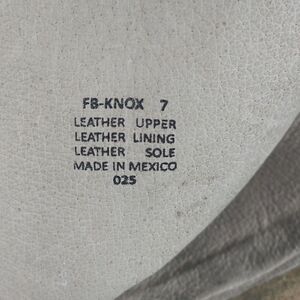 FB-KNOX 7
LEATHER UPPER
LEATHER LINING
LEATHER SOLE
MADE IN MEXICO
025